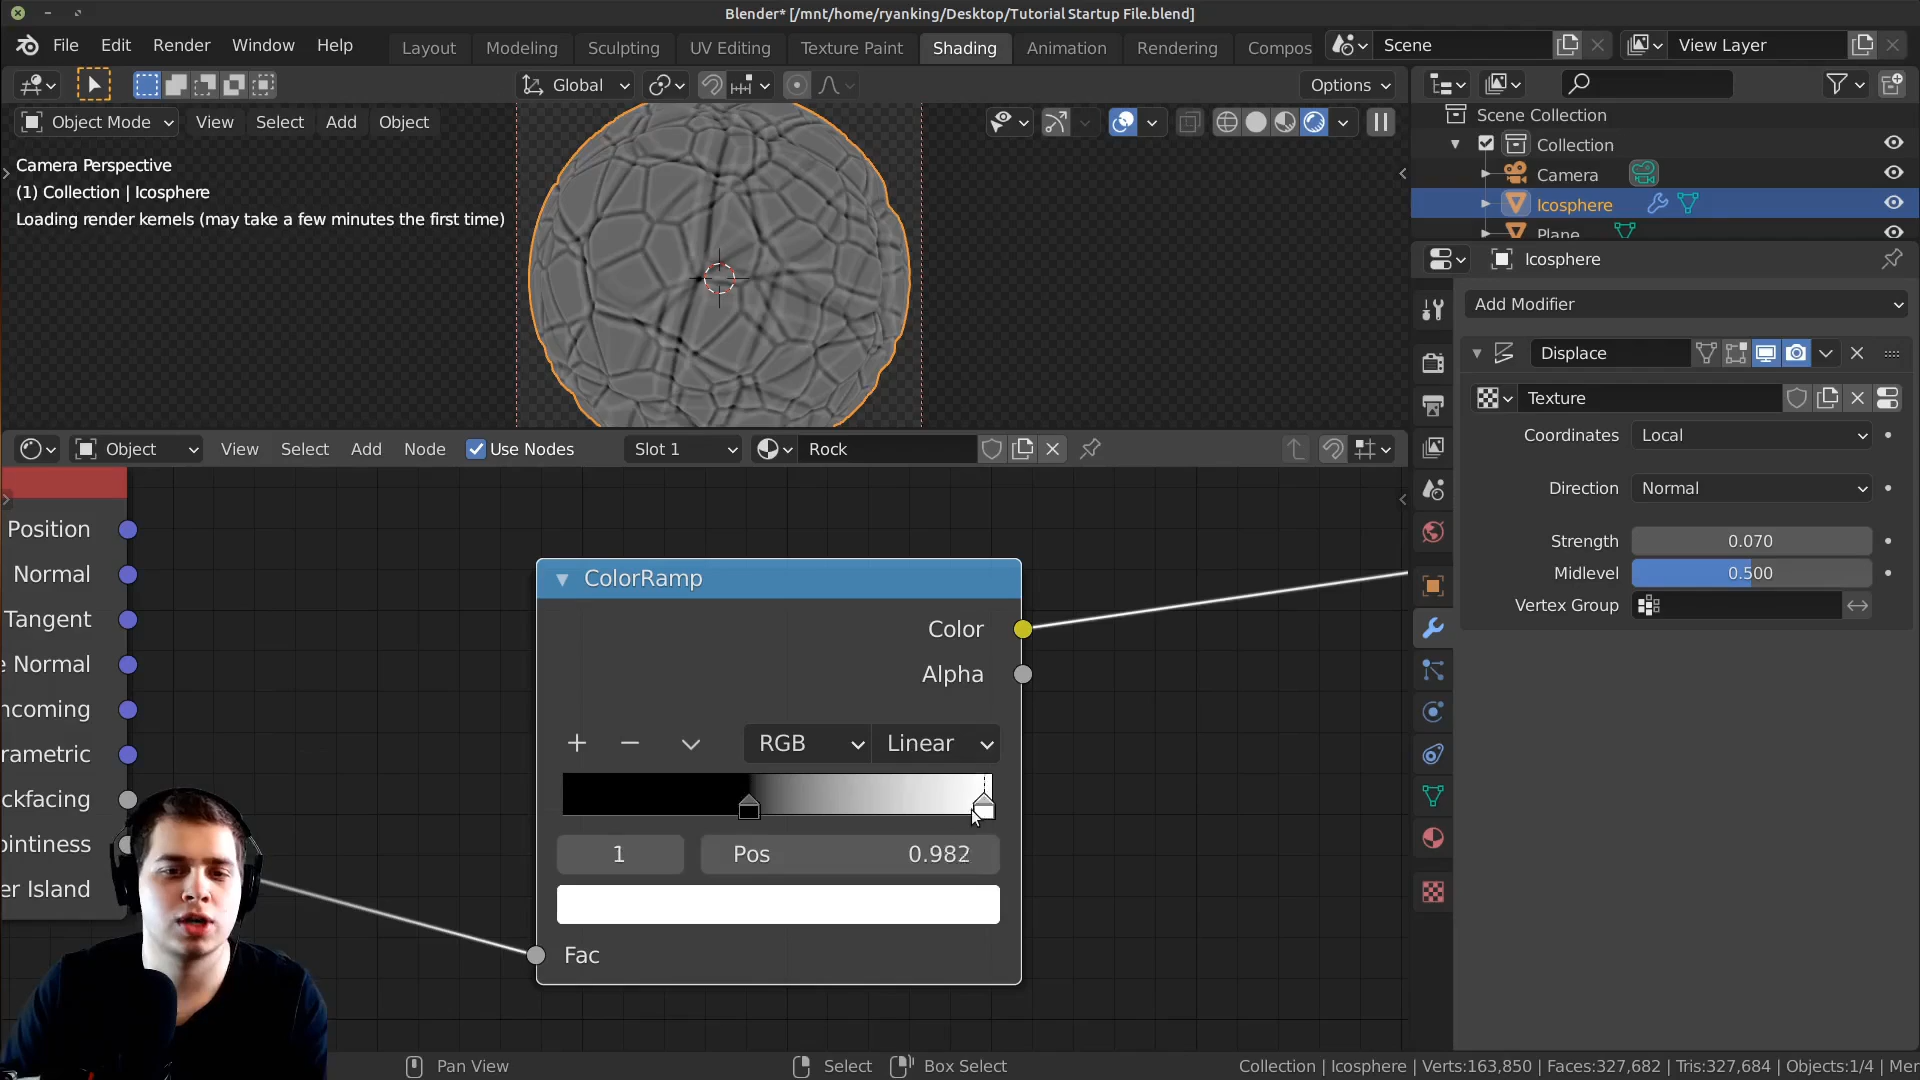 Blender* [/mnt/home/ryanking/Desktop/Tutorial Startup File.blend]
File Edit Render Window Help Layout Modeling Sculpting UV Editing Texture Paint Shading Animation Rendering Compos Scene View Layer
Global Options
Object Mode View Select Add Object
Camera Perspective
(1) Collection | Icosphere
Loading render kernels (may take a few minutes the first time)
Scene Collection
Collection
Camera
Icosphere
Plane
Icosphere
Add Modifier
Displace
Texture
Coordinates Local
Direction Normal
Strength 0.070
Midlevel 0.500
Vertex Group
Object View Select Add Node Use Nodes Slot 1 Rock
Position
Normal
Tangent
e Normal
ncoming
rametric
ckfacing
ointiness
er Island
ColorRamp
Color
Alpha
RGB Linear
1 Pos 0.982
Fac
Pan View Select Box Select Collection | Icosphere | Verts:163,850 | Faces:327,682 | Tris:327,684 | Objects:1/4 | Mer